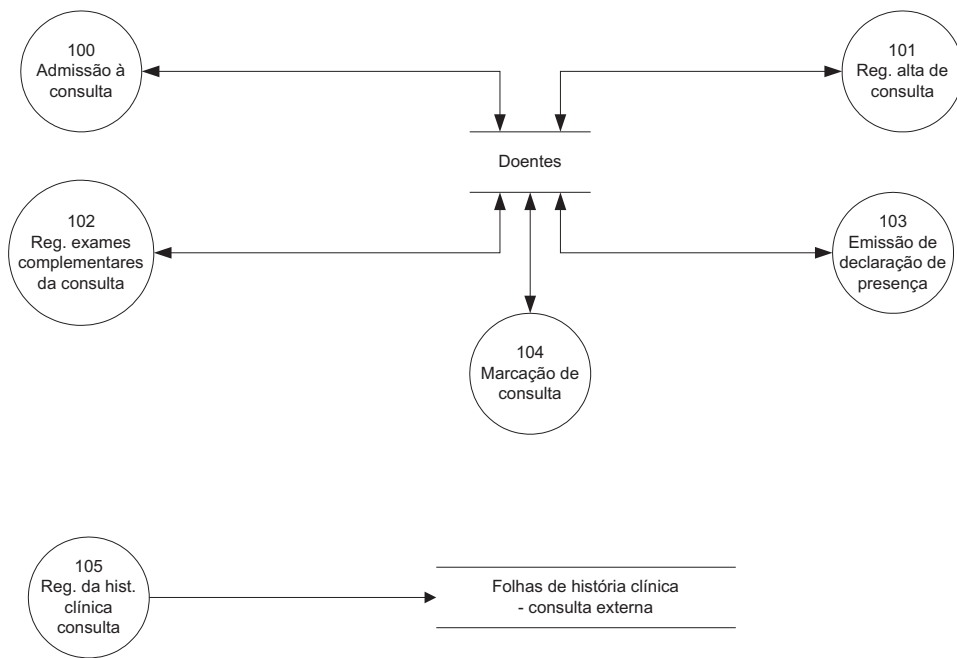 100
Admissão à
consulta
101
Reg. alta de
consulta
Doentes
102
Reg. exames
complementares
da consulta
103
Emissão de
declaração de
presença
104
Marcação de
consulta
105
Reg. da hist.
clínica
consulta
Folhas de história clínica
- consulta externa